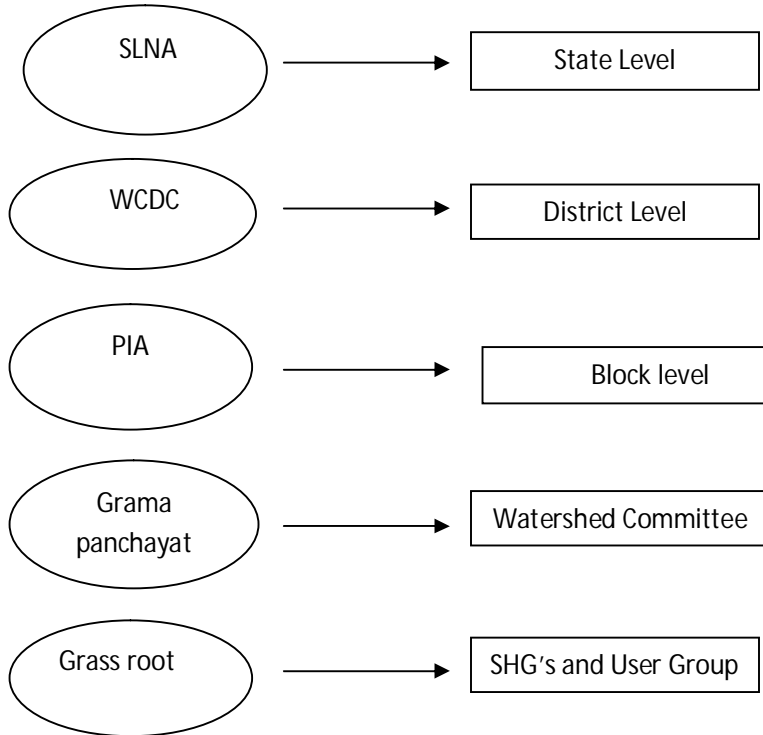 SLNA
State Level
WCDC
District Level
PIA
Block level
Grama
panchayat
Watershed Committee
Grass root
SHG's and User Group